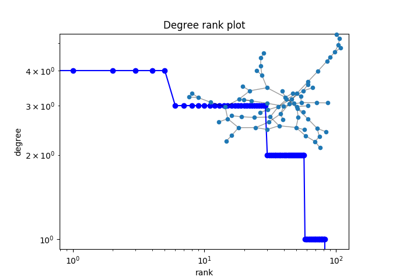 Degree rank plot
degree
4 × 10⁰
3 × 10⁰
2 × 10⁰
10⁰
10⁰ 10¹ 10²
rank